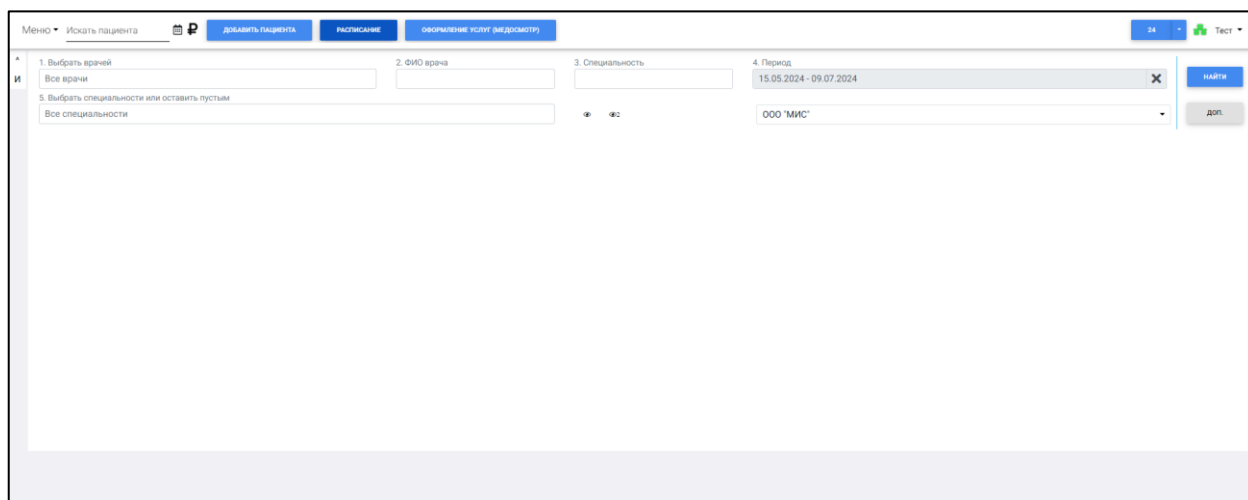 Меню Искать пациента ₽ ДОБАВИТЬ ПАЦИЕНТА РАСПИСАНИЕ ОФОРМЛЕНИЕ УСЛУГ (МЕДОСМОТР) 24 Тест
1. Выбрать врачей 2. ФИО врача 3. Специальность 4. Период
И Все врачи 15.05.2024 - 09.07.2024 НАЙТИ
5. Выбрать специальности или оставить пустым
Все специальности 2 ООО "МИС" ДОП.